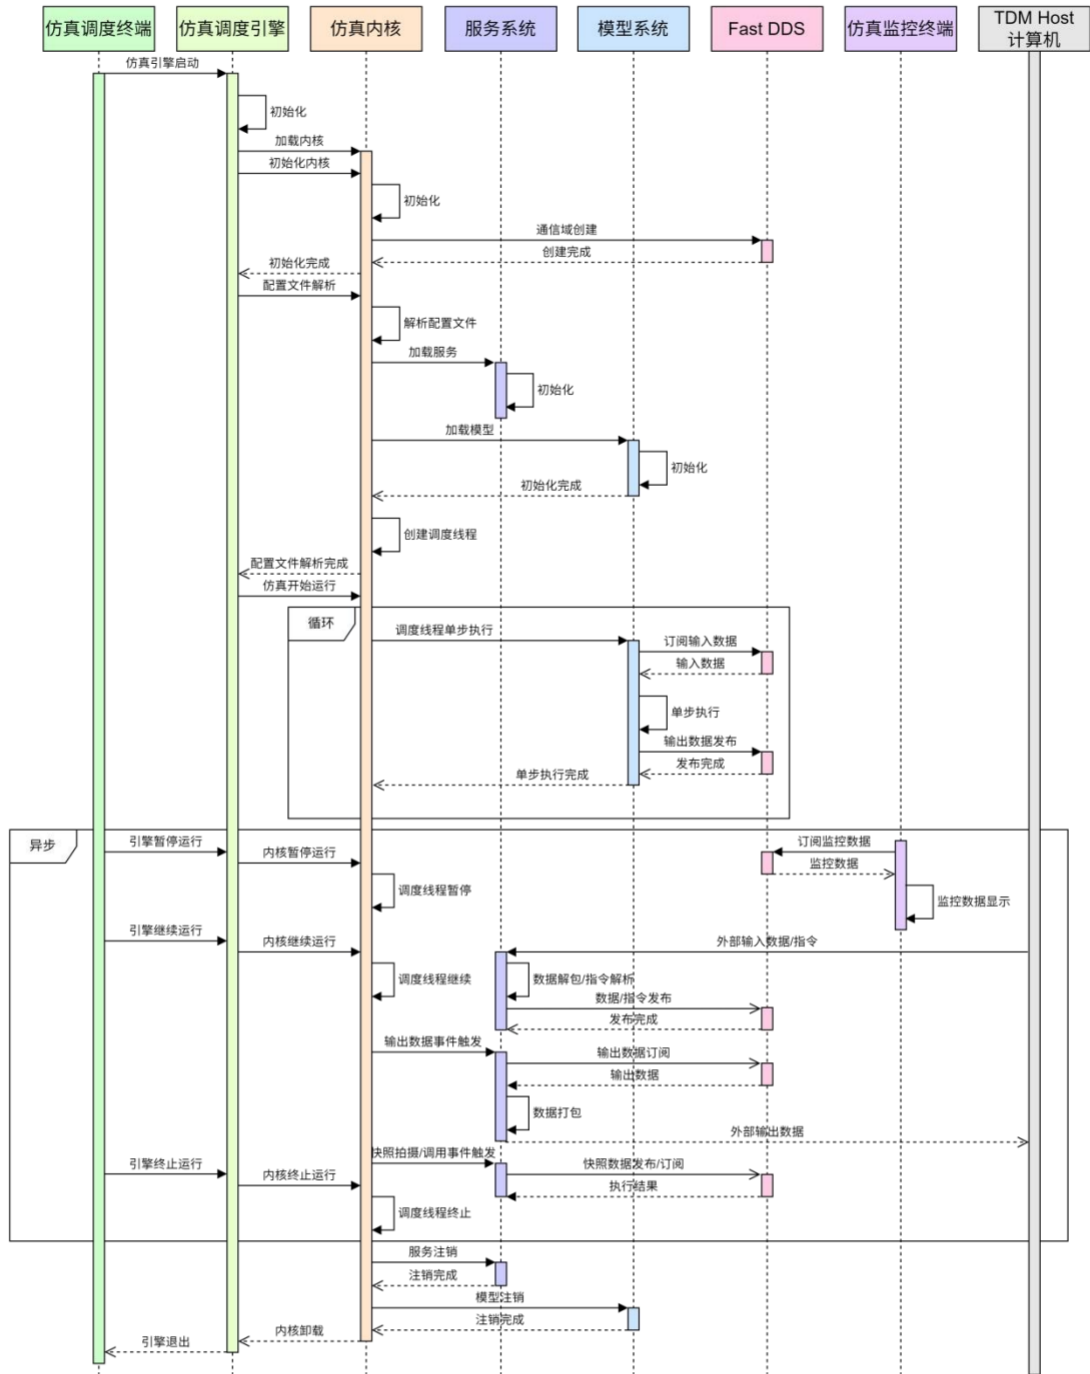 仿真调度终端
仿真调度引擎
仿真内核
服务系统
模型系统
Fast DDS
仿真监控终端
TDM Host
计算机
仿真引擎启动
初始化
加载内核
初始化内核
初始化
通信域创建
创建完成
初始化完成
配置文件解析
解析配置文件
加载服务
初始化
加载模型
初始化
初始化完成
创建调度线程
配置文件解析完成
仿真开始运行
循环
调度线程单步执行
订阅输入数据
输入数据
单步执行
输出数据发布
发布完成
单步执行完成
异步
引擎暂停运行
内核暂停运行
订阅监控数据
监控数据
调度线程暂停
监控数据显示
引擎继续运行
内核继续运行
外部输入数据/指令
调度线程继续
数据解包/指令解析
数据/指令发布
发布完成
输出数据事件触发
输出数据订阅
输出数据
数据打包
外部输出数据
快照拍摄/调用事件触发
引擎终止运行
快照数据发布/订阅
内核终止运行
执行结果
调度线程终止
服务注销
注销完成
模型注销
注销完成
内核卸载
引擎退出